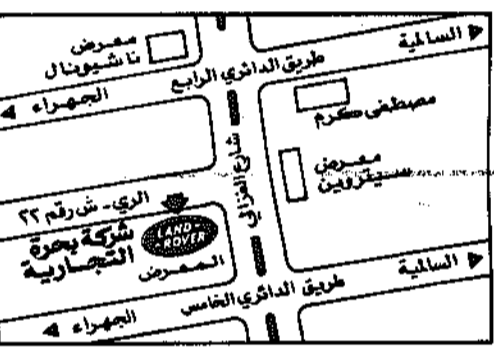 السالمية
معرض
ناشيونال
طريق الدائري الرابع
الجهراء
مصطفى كرم
شارع الغزالي
معرض
سيتروين
الري - ش رقم ٢٢
LAND-
ROVER
شركة بحرة
التجارية
المعرض
السالمية
طريق الدائري الخامس
الجهراء